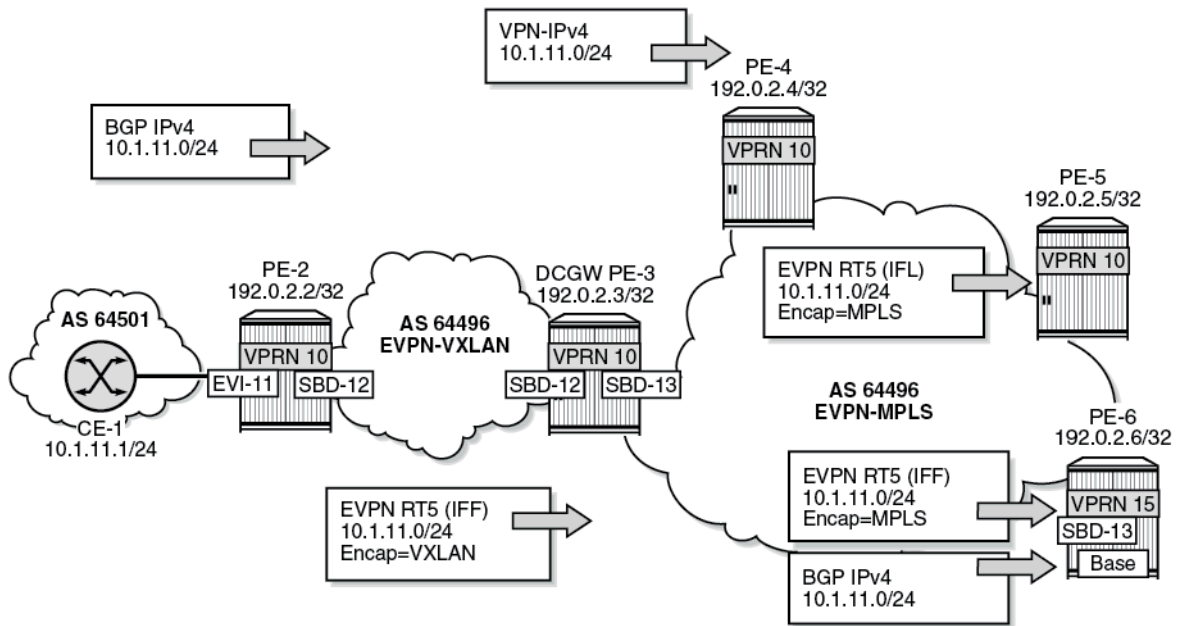 VPN-IPv4
10.1.11.0/24
PE-4
192.0.2.4/32
VPRN 10
BGP IPv4
10.1.11.0/24
PE-5
192.0.2.5/32
VPRN 10
EVPN RT5 (IFL)
10.1.11.0/24
Encap=MPLS
PE-2
192.0.2.2/32
VPRN 10
EVI-11
SBD-12
DCGW PE-3
192.0.2.3/32
VPRN 10
SBD-12
SBD-13
AS 64501
CE-1
10.1.11.1/24
AS 64496
EVPN-VXLAN
AS 64496
EVPN-MPLS
PE-6
192.0.2.6/32
VPRN 15
SBD-13
Base
EVPN RT5 (IFF)
10.1.11.0/24
Encap=MPLS
EVPN RT5 (IFF)
10.1.11.0/24
Encap=VXLAN
BGP IPv4
10.1.11.0/24